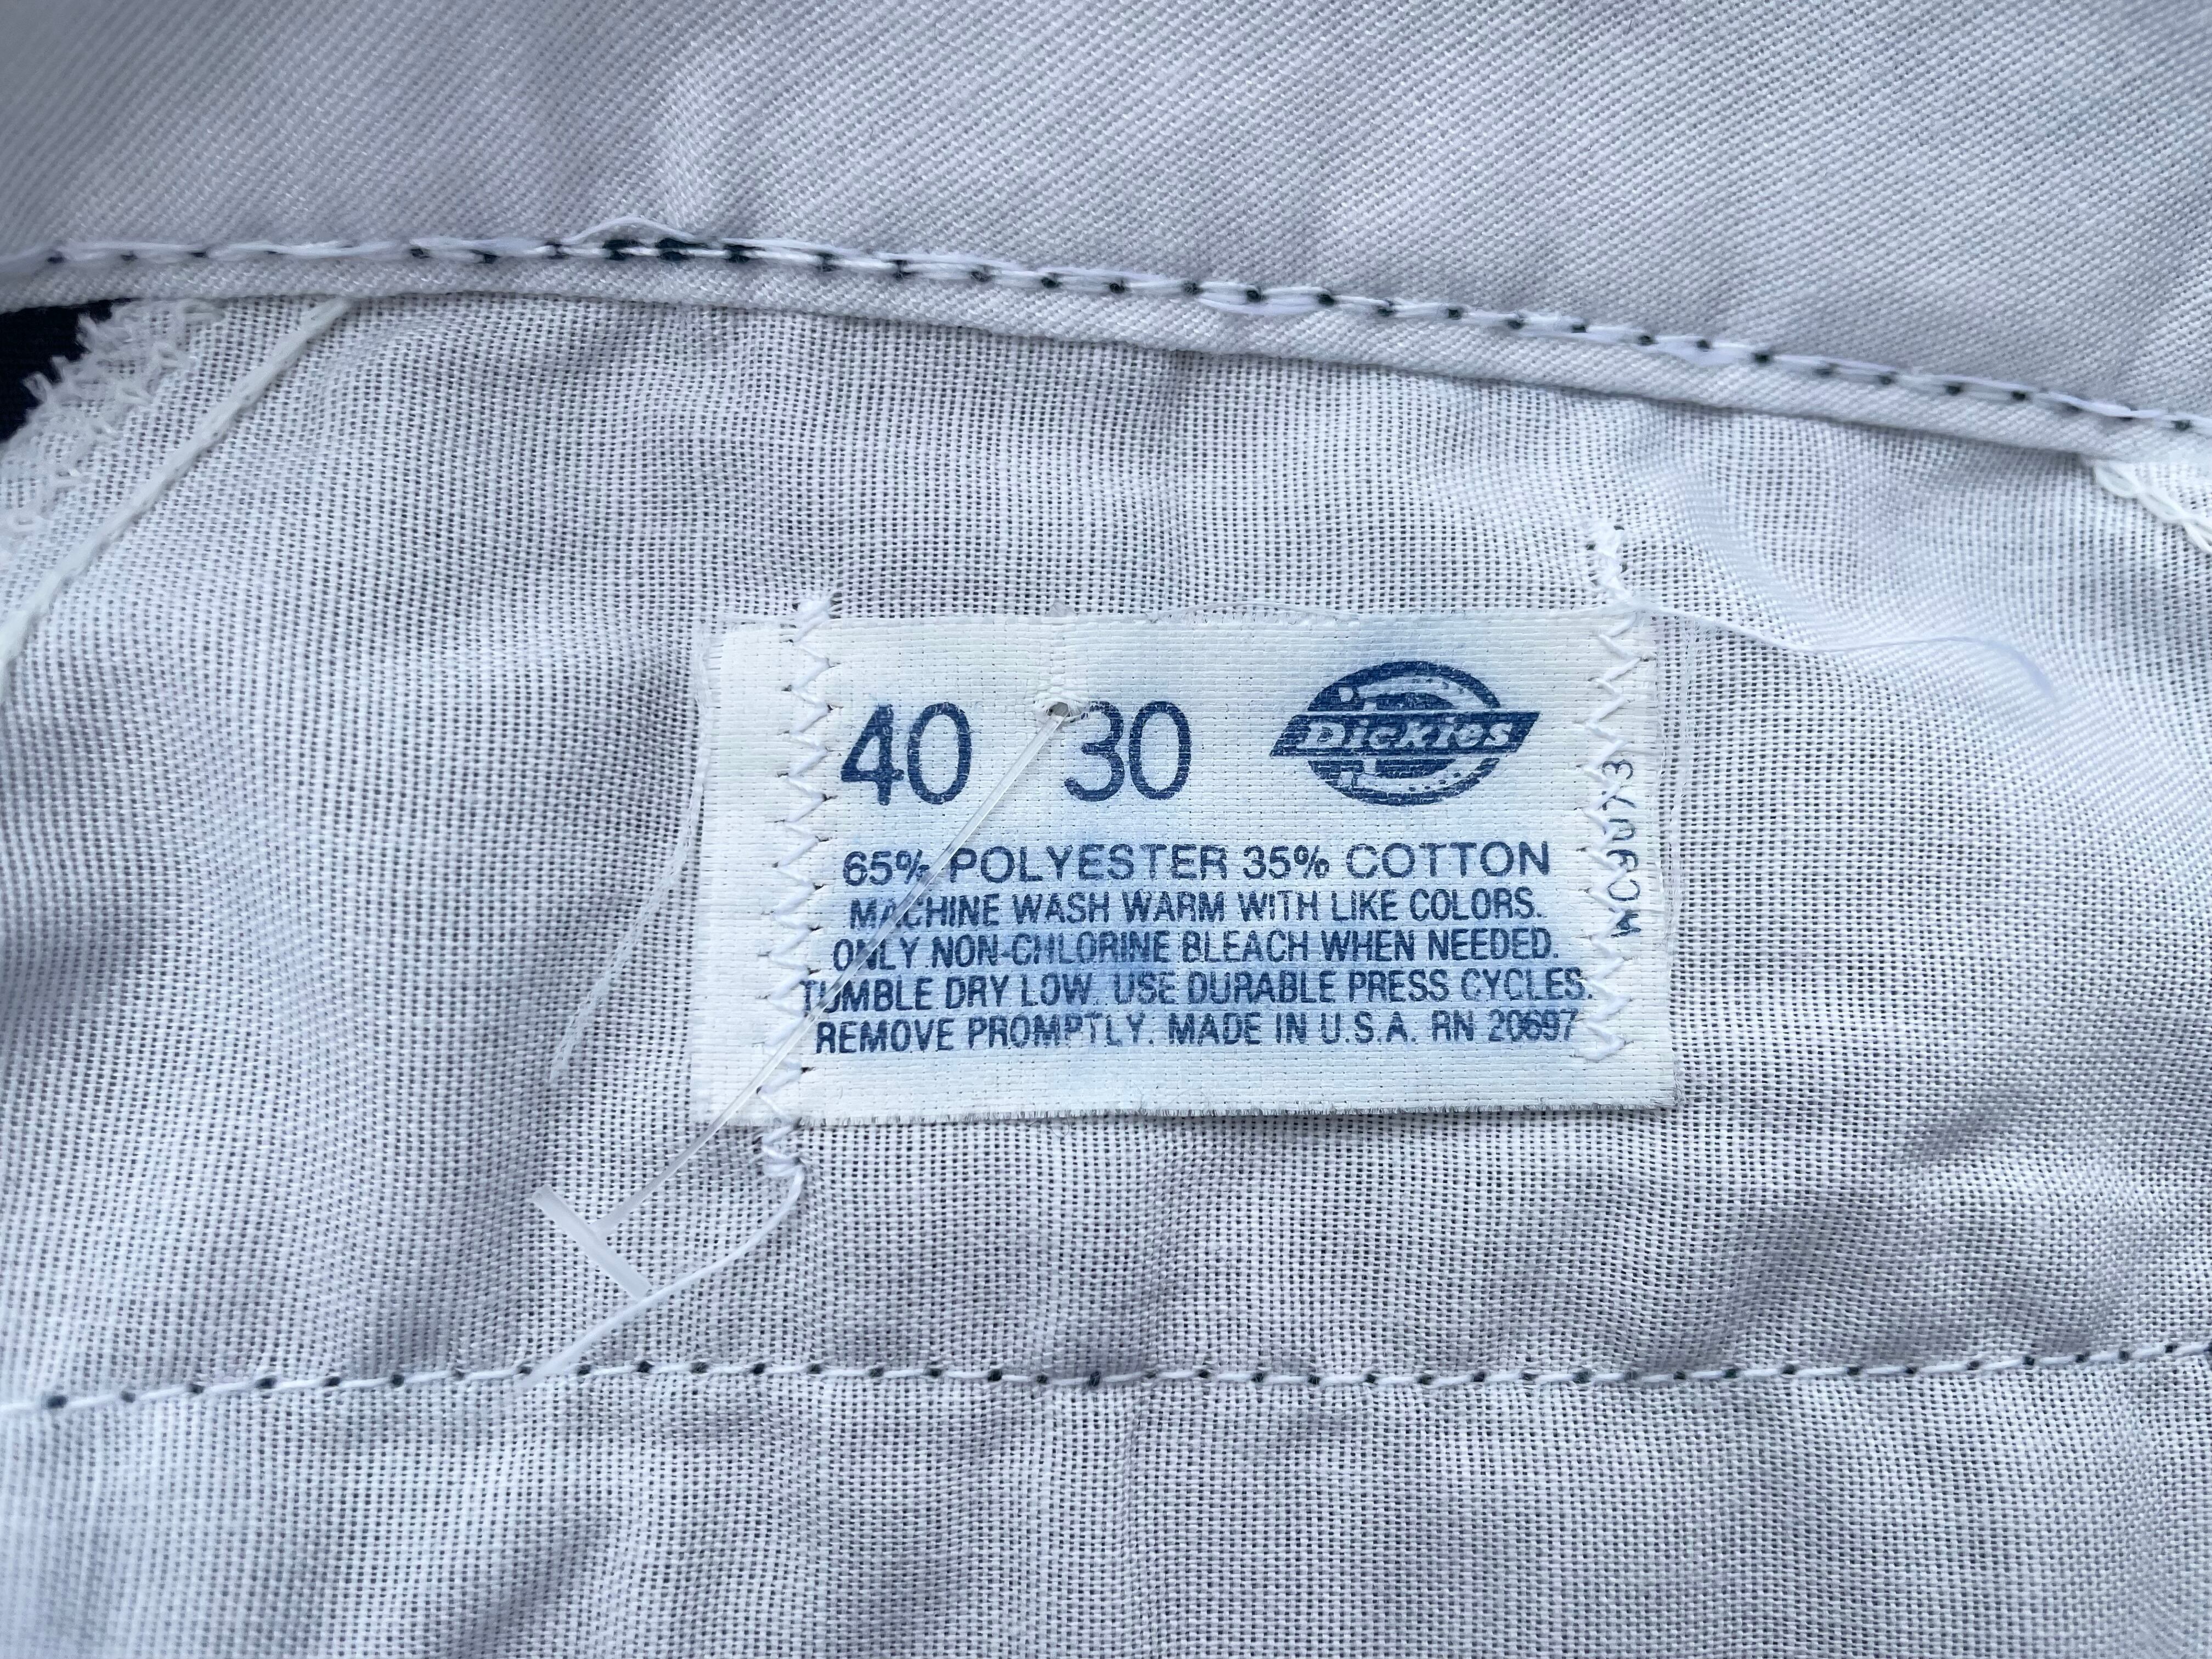 40 30 Dickies
65% POLYESTER 35% COTTON
MACHINE WASH WARM WITH LIKE COLORS.
ONLY NON-CHLORINE BLEACH WHEN NEEDED.
TUMBLE DRY LOW. USE DURABLE PRESS CYCLES.
REMOVE PROMPTLY. MADE IN U.S.A. RN 20697